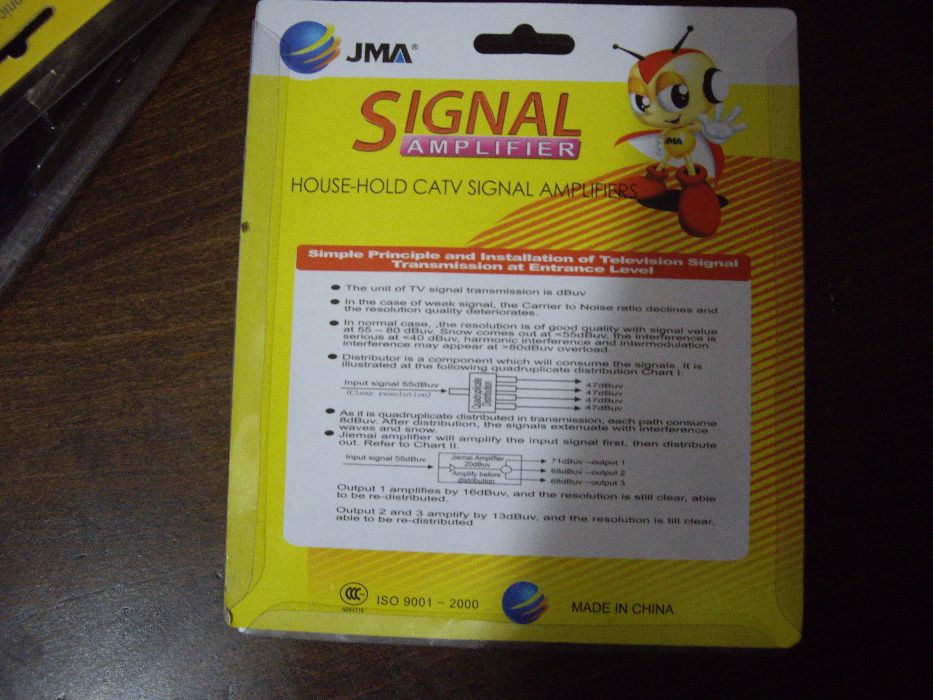 JMA®
SIGNAL
AMPLIFIER
JMA
HOUSE-HOLD CATV SIGNAL AMPLIFIERS
Simple Principle and Installation of Television Signal
Transmission at Entrance Level
● The unit of TV signal transmission is dBuv
● In the case of weak signal, the Carrier to Noise ratio declines and
the resolution quality deteriorates.
● In normal case, ,the resolution is of good quality with signal value
at 55 – 80 dBuv. Snow comes out at <55dBuv, the interference is
serious at <40 dBuv, harmonic interference and intermodulation
interference may appear at >80dBuv overload.
● Distributor is a component which will consume the signals. It is
illustrated at the following quadruplicate distribution Chart I:
Input signal 55dBuv
(Clear resolution)
Quadruplicate
Distribution
47dBuv
47dBuv
47dBuv
47dBuv
● As it is quadruplicate distributed in transmission, each path consume
8dBuv. After distribution, the signals extenuate with interference
waves and snow.
● Jiemai amplifier will amplify the input signal first, then distribute
out. Refer to Chart II.
Input signal 55dBuv
Jiemai Amplifier
20dBuv
Amplify before
distribution
71dBuv –output 1
68dBuv –output 2
68dBuv –output 3
Output 1 amplifies by 16dBuv, and the resolution is still clear, able
to be re-distributed.
Output 2 and 3 amplify by 13dBuv, and the resolution is till clear,
able to be re-distributed
CCC
ISO 9001 – 2000
MADE IN CHINA